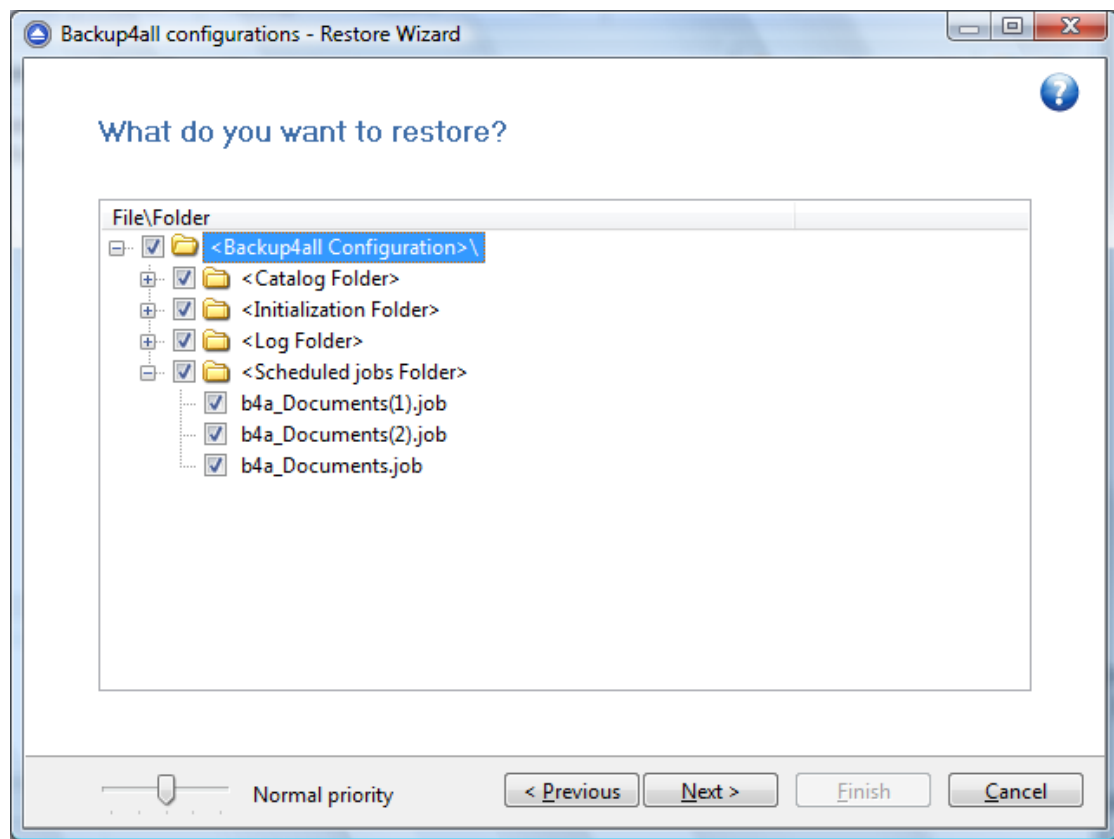 Backup4all configurations - Restore Wizard
What do you want to restore?
File\Folder
<Backup4all Configuration>\
<Catalog Folder>
<Initialization Folder>
<Log Folder>
<Scheduled jobs Folder>
b4a_Documents(1).job
b4a_Documents(2).job
b4a_Documents.job
Normal priority
< Previous
Next >
Finish
Cancel